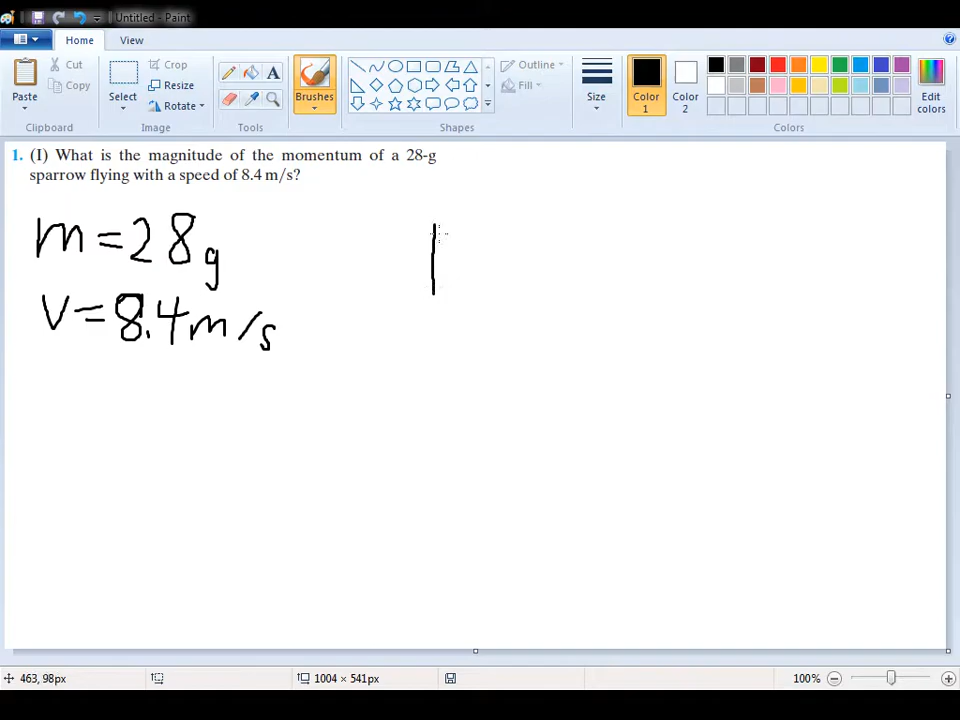 Untitled - Paint
Home View
Paste
Cut
Copy
Clipboard
Select
Crop
Resize
Rotate
Image
A
Tools
Brushes
Outline
Fill
Shapes
Size
Color 1
Color 2
Colors
Edit colors
1. (I) What is the magnitude of the momentum of a 28-g
sparrow flying with a speed of 8.4 m/s?
m = 28g
v = 8.4m/s
463, 98px
1004 × 541px
100%